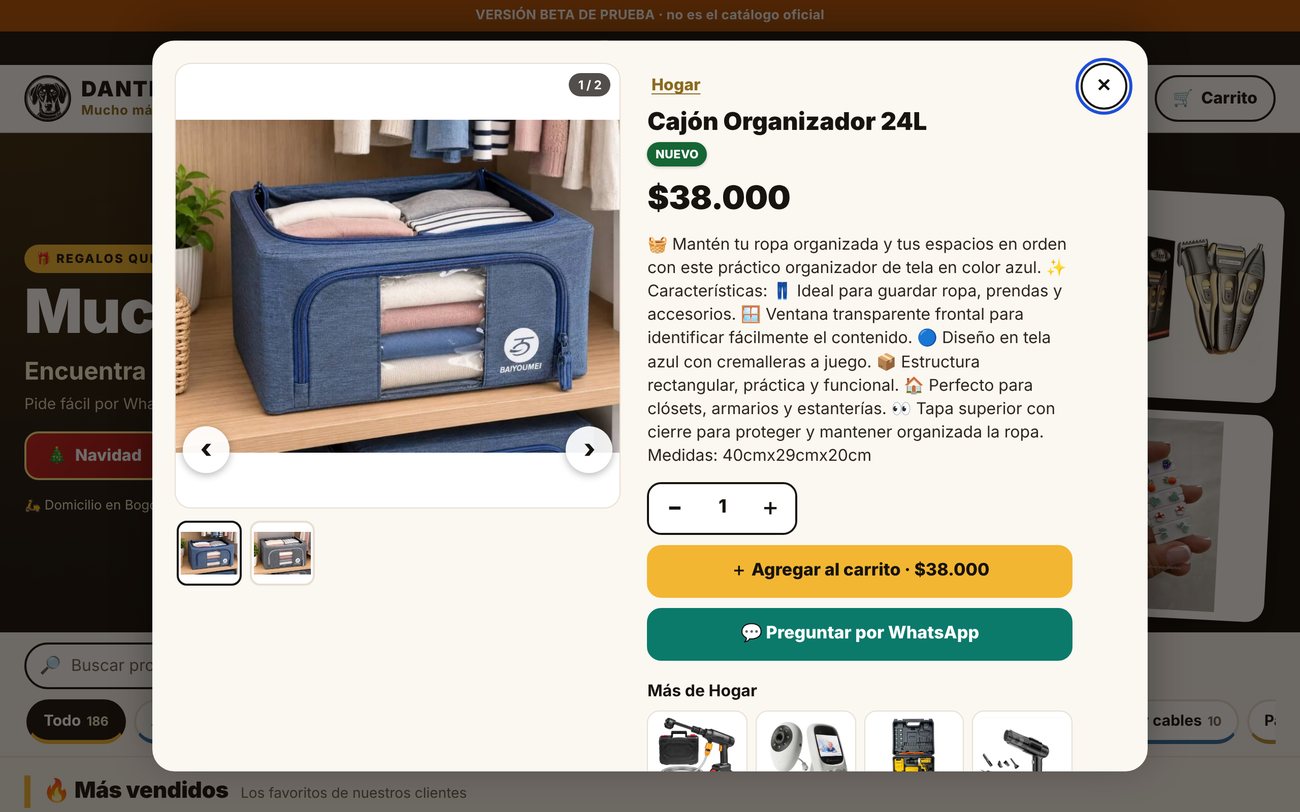 VERSIÓN BETA DE PRUEBA · no es el catálogo oficial
DANT
Mucho má
🛒 Carrito
🎁 REGALOS QU
Muc
Encuentra
Pide fácil por Wha
🎄 Navidad
🛵 Domicilio en Bogo
1 / 2
BAIYOUMEI
‹
›
Hogar
×
Cajón Organizador 24L
NUEVO
$38.000
🧺 Mantén tu ropa organizada y tus espacios en orden
con este práctico organizador de tela en color azul. ✨
Características: 👖 Ideal para guardar ropa, prendas y
accesorios. 🪟 Ventana transparente frontal para
identificar fácilmente el contenido. 🔵 Diseño en tela
azul con cremalleras a juego. 📦 Estructura
rectangular, práctica y funcional. 🏠 Perfecto para
clósets, armarios y estanterías. 👀 Tapa superior con
cierre para proteger y mantener organizada la ropa.
Medidas: 40cmx29cmx20cm
− 1 +
+ Agregar al carrito · $38.000
💬 Preguntar por WhatsApp
Más de Hogar
🔎 Buscar pro
Todo 186
cables 10
🔥 Más vendidos Los favoritos de nuestros clientes